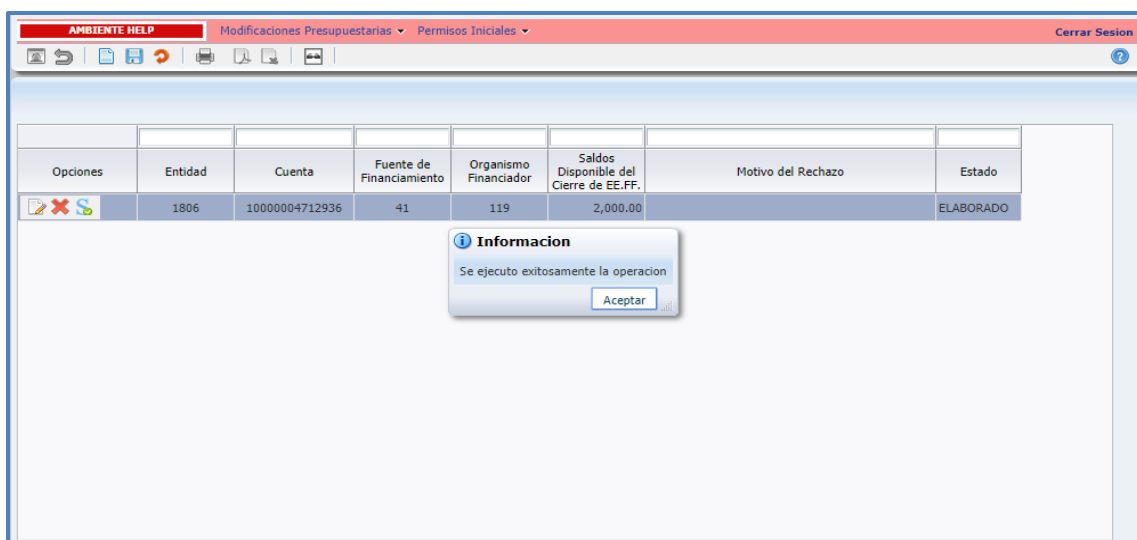 AMBIENTE HELP Modificaciones Presupuestarias Permisos Iniciales Cerrar Sesion
Opciones Entidad Cuenta Fuente de Financiamiento Organismo Financiador Saldos Disponible del Cierre de EE.FF. Motivo del Rechazo Estado
1806 10000004712936 41 119 2,000.00 ELABORADO
Informacion
Se ejecuto exitosamente la operacion
Aceptar